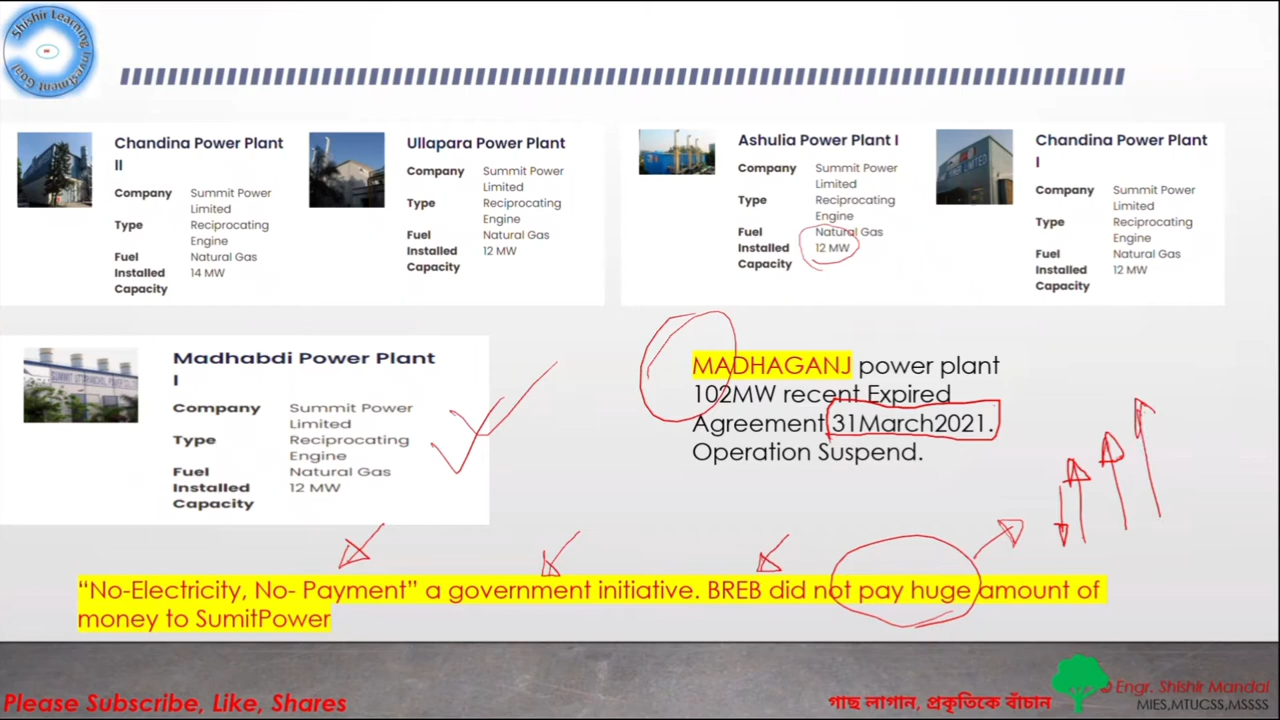 Shishir Learning
Investment Goal
Chandina Power Plant
II
Company Summit Power
Limited
Type Reciprocating
Engine
Fuel Natural Gas
Installed 14 MW
Capacity
Ullapara Power Plant
Company Summit Power
Limited
Type Reciprocating
Engine
Fuel Natural Gas
Installed 12 MW
Capacity
Ashulia Power Plant I
Company Summit Power
Limited
Type Reciprocating
Engine
Fuel Natural Gas
Installed 12 MW
Capacity
Chandina Power Plant
I
Company Summit Power
Limited
Type Reciprocating
Engine
Fuel Natural Gas
Installed 12 MW
Capacity
Madhabdi Power Plant
I
Company Summit Power
Limited
Type Reciprocating
Engine
Fuel Natural Gas
Installed 12 MW
Capacity
MADHAGANJ power plant
102MW recent Expired
Agreement 31March2021.
Operation Suspend.
“No-Electricity, No- Payment” a government initiative. BREB did not pay huge amount of
money to SumitPower
Please Subscribe, Like, Shares
গাছ লাগান, প্রকৃতিকে বাঁচান
© Engr. Shishir Mandal
MIES,MTUCSS,MSSSS